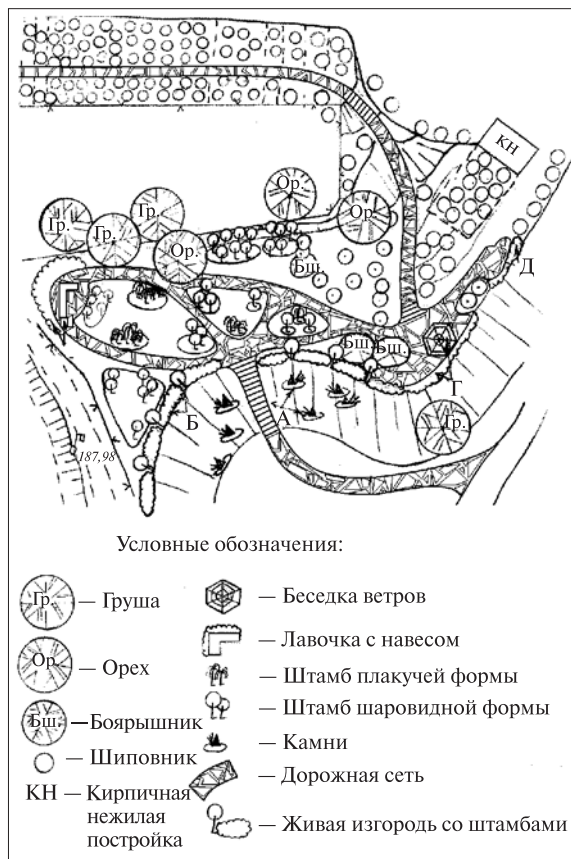 КН
Ор.
Гр.
Гр.
Гр.
Ор.
Ор.
Бш.
Д
Бш.
Бш.
Г
Б
А
Гр.
187,98
Условные обозначения:
Гр. — Груша
Ор. — Орех
Бш. — Боярышник
— Шиповник
КН — Кирпичная
нежилая
постройка
— Беседка ветров
— Лавочка с навесом
— Штамб плакучей формы
— Штамб шаровидной формы
— Камни
— Дорожная сеть
— Живая изгородь со штамбами